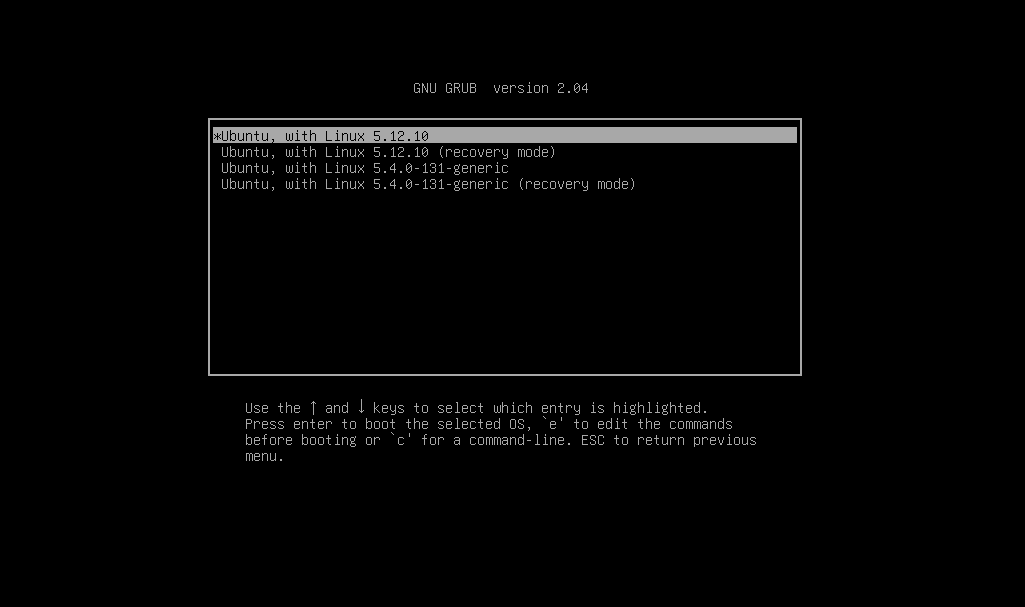 GNU GRUB  version 2.04
*Ubuntu, with Linux 5.12.10
Ubuntu, with Linux 5.12.10 (recovery mode)
Ubuntu, with Linux 5.4.0-131-generic
Ubuntu, with Linux 5.4.0-131-generic (recovery mode)
Use the ↑ and ↓ keys to select which entry is highlighted.
Press enter to boot the selected OS, `e' to edit the commands
before booting or `c' for a command-line. ESC to return previous
menu.